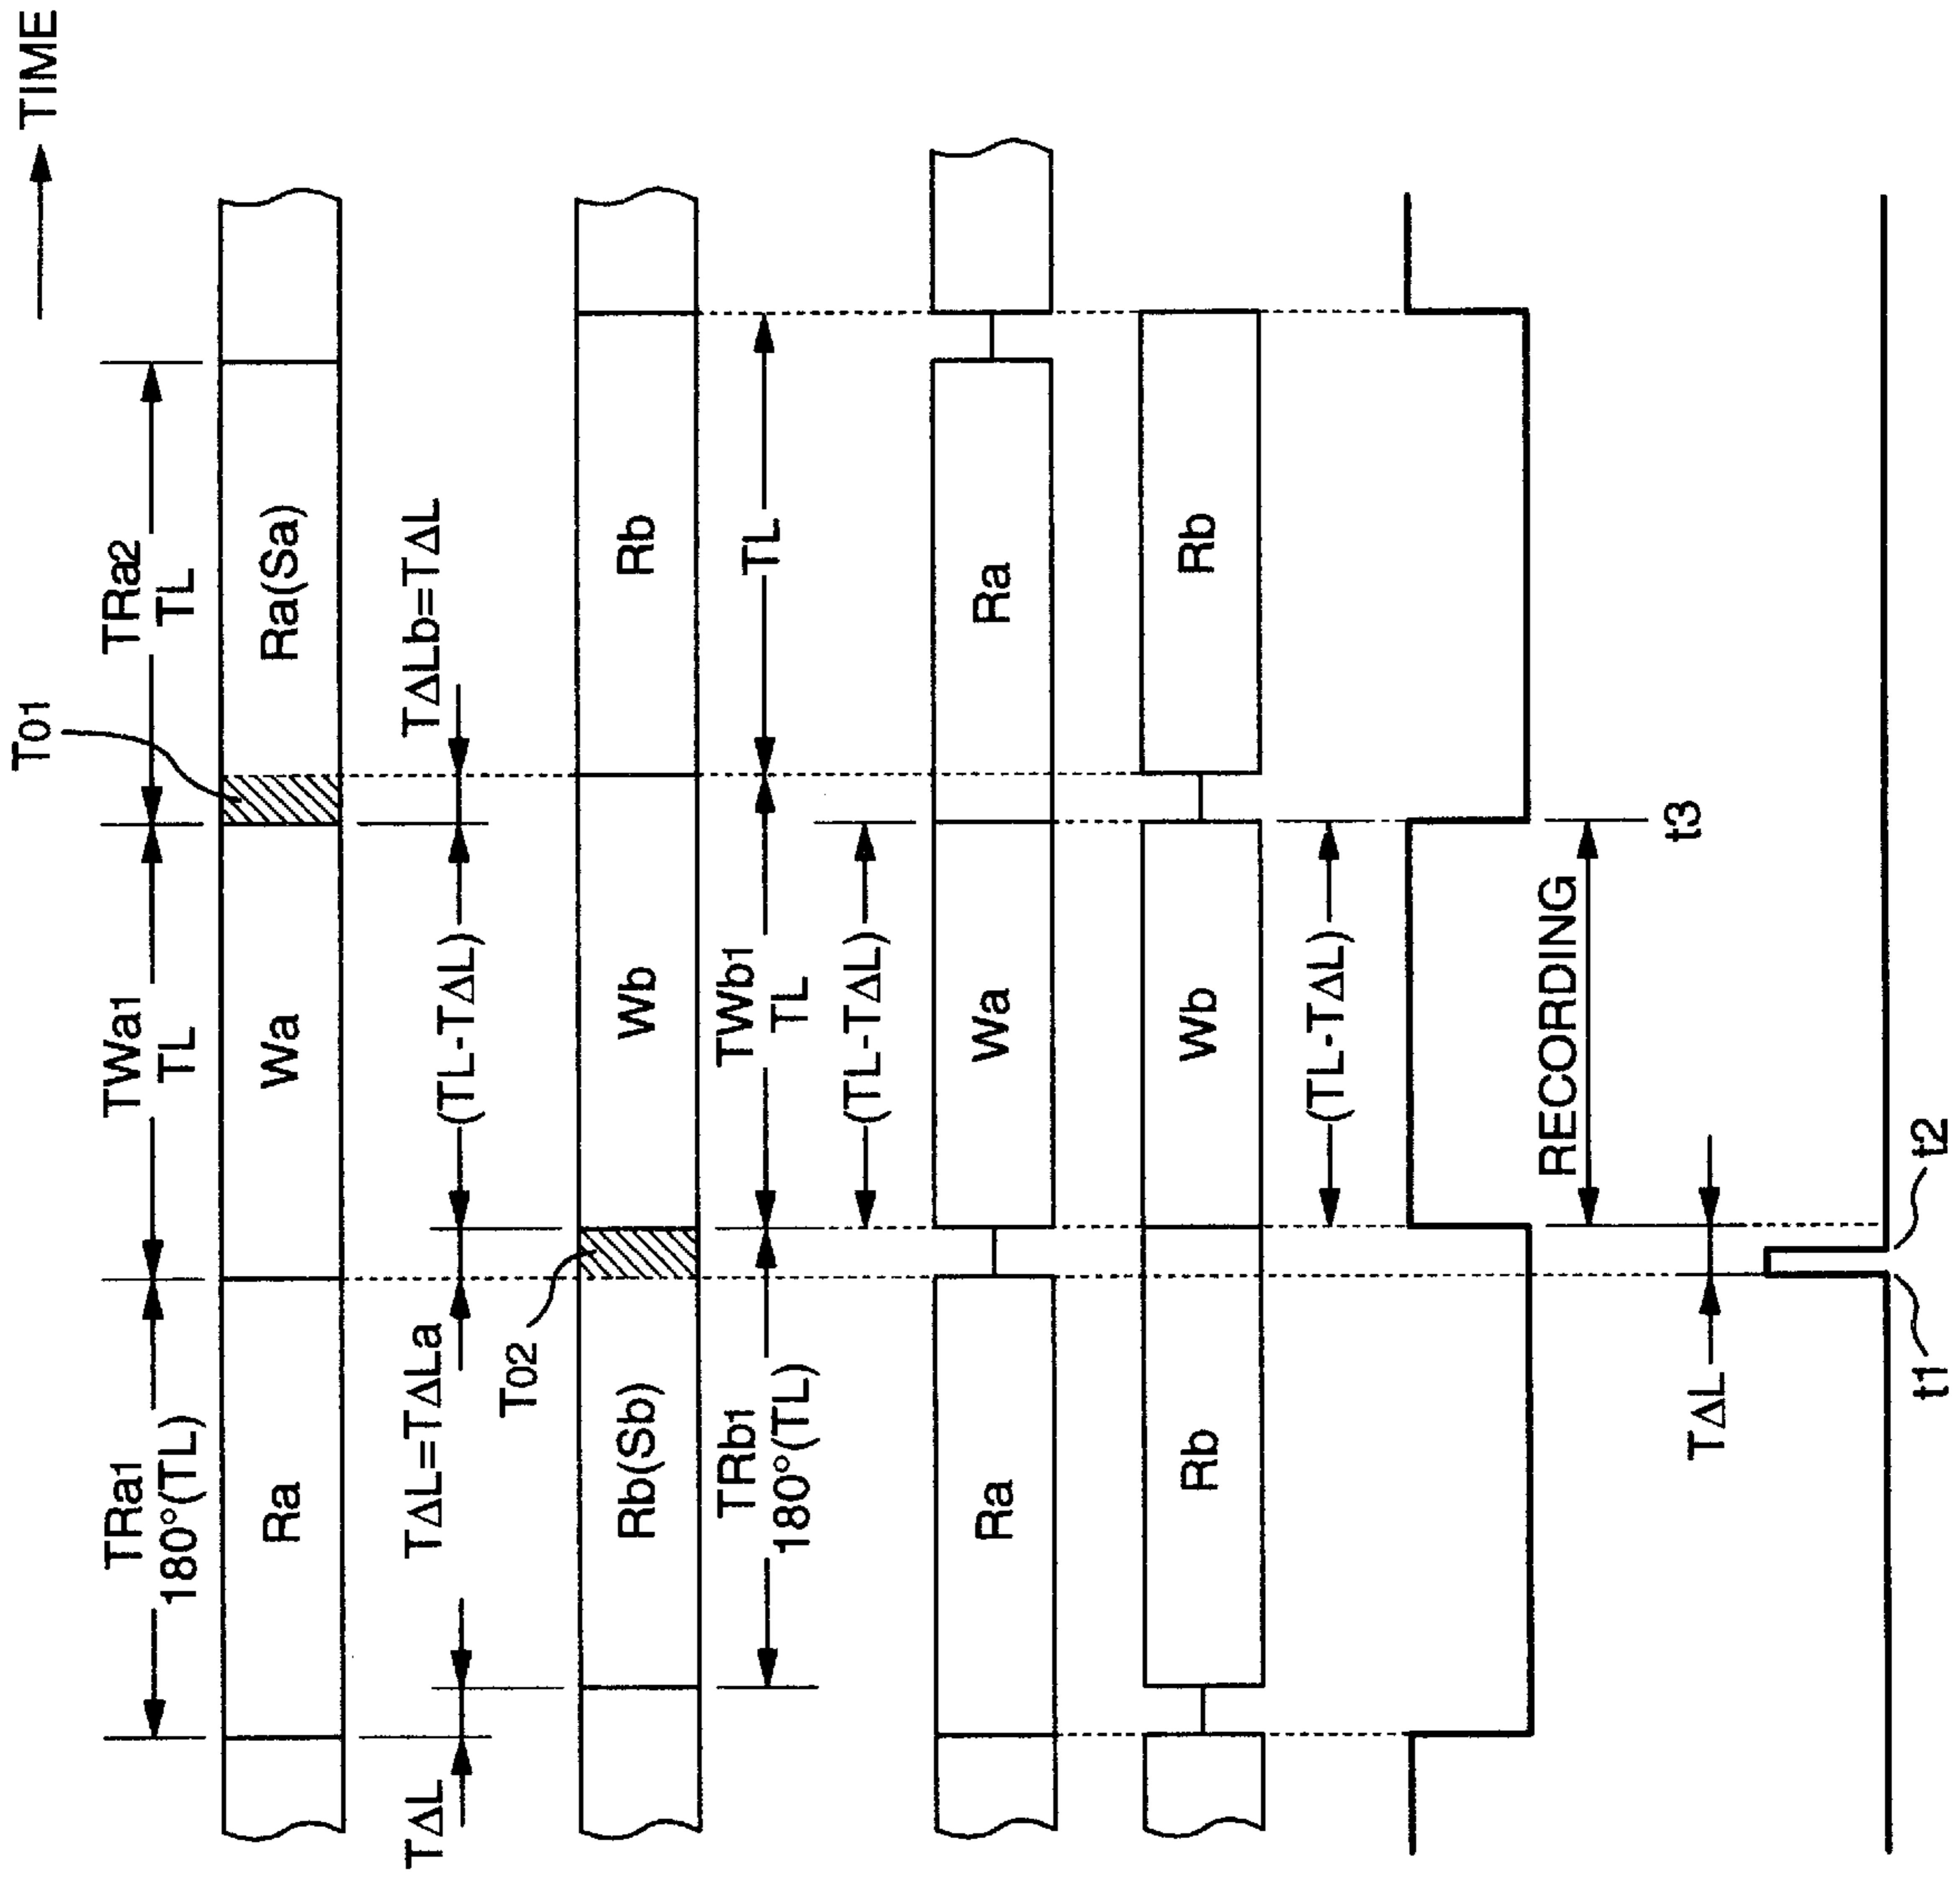 TIME
T01
TRa1
180°(TL)
TWa1
TL
TRa2
TL
Ra
Wa
Ra(Sa)
TΔL
TΔL=TΔLa
(TL-TΔL)
TΔLb=TΔL
T02
Rb(Sb)
Wb
Rb
TRb1
180°(TL)
TWb1
TL
TL
(TL-TΔL)
Ra
Wa
Ra
Rb
Wb
Rb
(TL-TΔL)
RECORDING
t3
TΔL
t1
t2